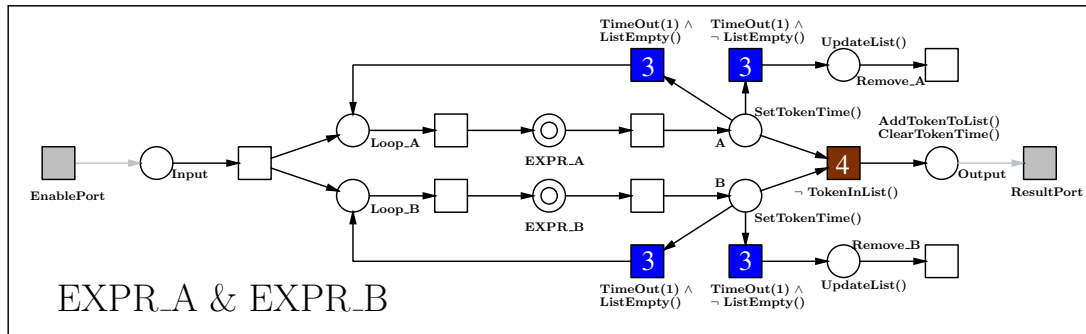 TimeOut(1) ∧
ListEmpty()
TimeOut(1) ∧
¬ ListEmpty()
UpdateList()
3
3
Remove_A
SetTokenTime()
AddTokenToList()
ClearTokenTime()
Loop_A
EXPR_A
A
4
Input
Output
EnablePort
ResultPort
¬ TokenInList()
B
Loop_B
EXPR_B
SetTokenTime()
Remove_B
3
3
UpdateList()
TimeOut(1) ∧
ListEmpty()
TimeOut(1) ∧
¬ ListEmpty()
EXPR_A & EXPR_B